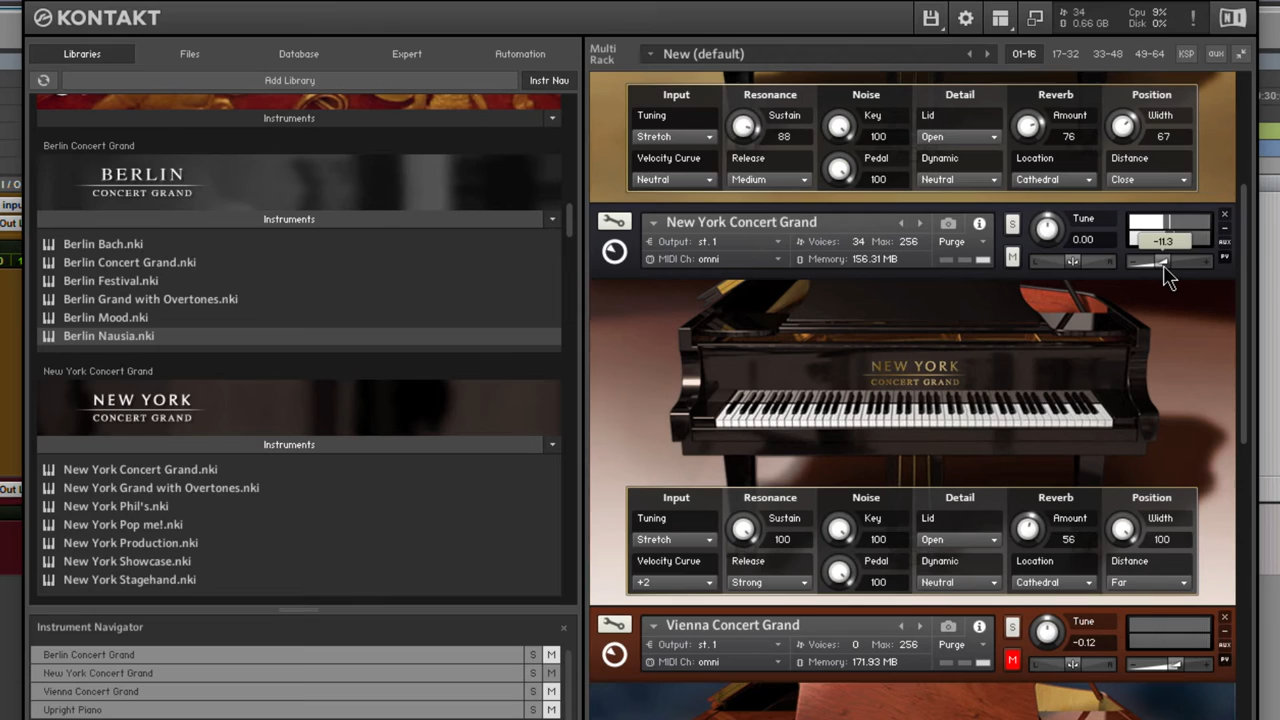 KONTAKT
34
0.66 GB
Cpu 9%
Disk 0%
!
NI
Libraries Files Database Expert Automation
Add Library Instr Nav
Instruments
Berlin Concert Grand
BERLIN
CONCERT GRAND
Instruments
Berlin Bach.nki
Berlin Concert Grand.nki
Berlin Festival.nki
Berlin Grand with Overtones.nki
Berlin Mood.nki
Berlin Nausia.nki
New York Concert Grand
NEW YORK
CONCERT GRAND
Instruments
New York Concert Grand.nki
New York Grand with Overtones.nki
New York Phil's.nki
New York Pop me!.nki
New York Production.nki
New York Showcase.nki
New York Stagehand.nki
Instrument Navigator
Berlin Concert Grand S M
New York Concert Grand S M
Vienna Concert Grand S M
Upright Piano S M
Multi
Rack
New (default) 01-16 17-32 33-48 49-64 KSP aux
Input Resonance Noise Detail Reverb Position
Tuning Sustain Key Lid Amount Width
Stretch 88 100 Open 76 67
Velocity Curve Release Pedal Dynamic Location Distance
Neutral Medium 100 Neutral Cathedral Close
New York Concert Grand S Tune
Output: st. 1 Voices: 34 Max: 256 Purge 0.00 -11.3 AUX
MIDI Ch: omni Memory: 156.31 MB M L R PV
NEW YORK
CONCERT GRAND
Input Resonance Noise Detail Reverb Position
Tuning Sustain Key Lid Amount Width
Stretch 100 100 Open 56 100
Velocity Curve Release Pedal Dynamic Location Distance
+2 Strong 100 Neutral Cathedral Far
Vienna Concert Grand S Tune
Output: st. 1 Voices: 0 Max: 256 Purge -0.12 AUX
MIDI Ch: omni Memory: 171.93 MB M L R PV
I/O
input
Out L
Out L
0:30